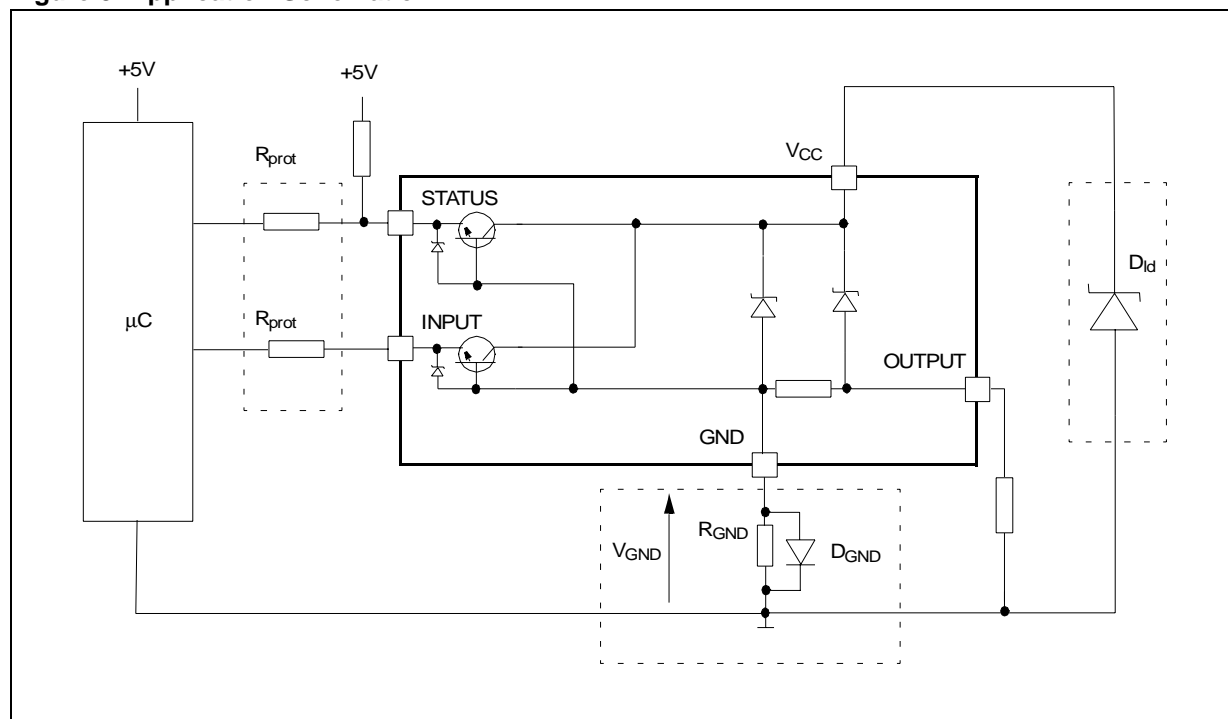 +5V
+5V
Rprot
VCC
STATUS
Dld
μC
Rprot
INPUT
OUTPUT
GND
RGND
VGND
DGND